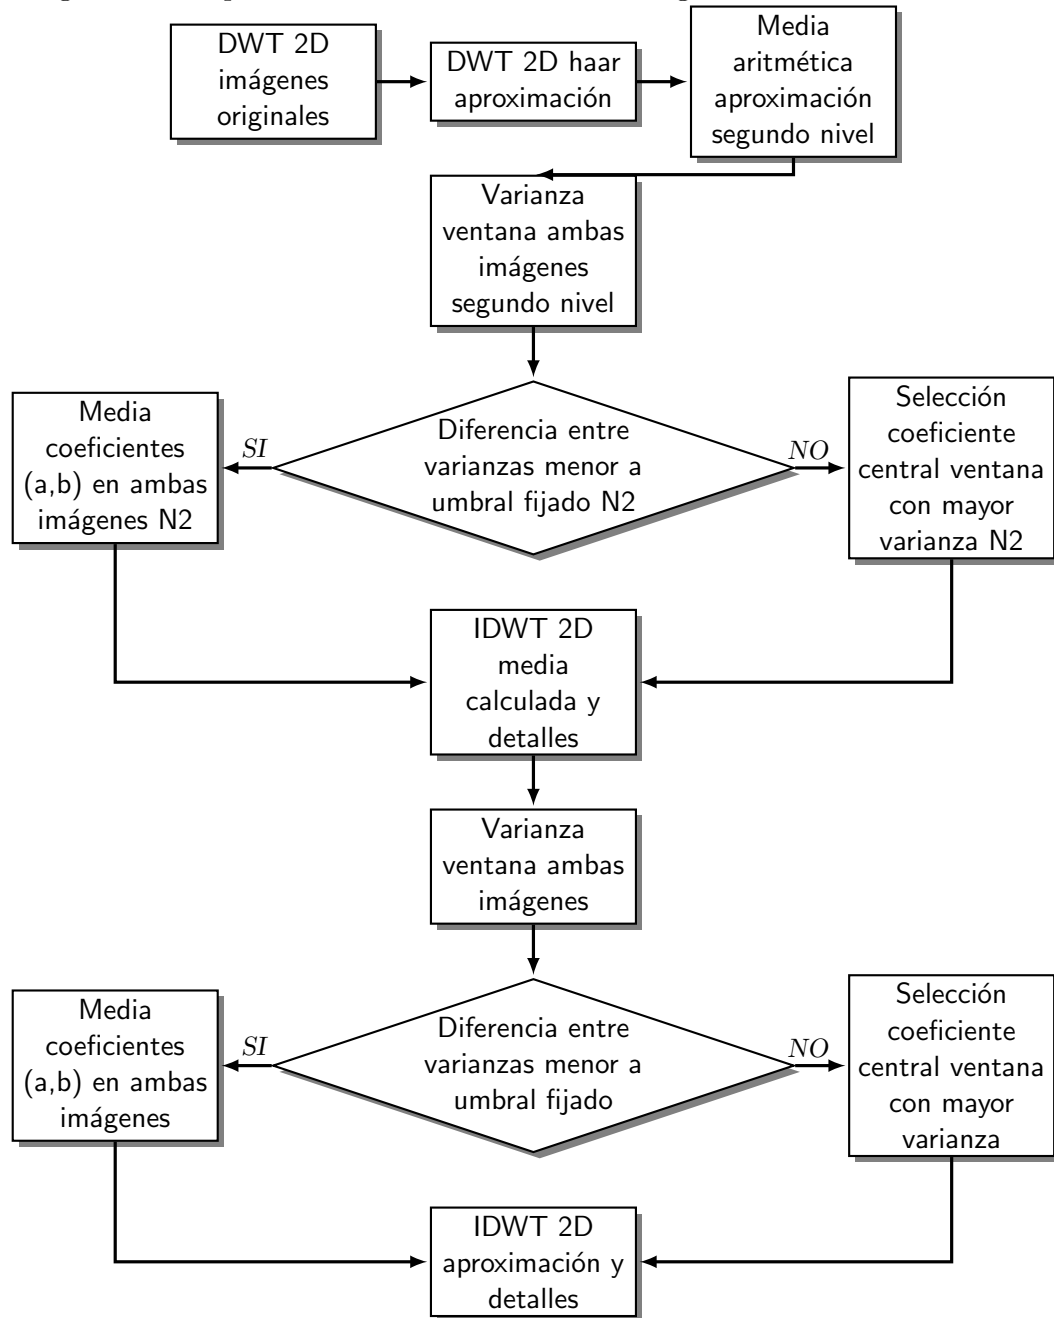 DWT 2D
imágenes
originales
DWT 2D haar
aproximación
Media
aritmética
aproximación
segundo nivel
Varianza
ventana ambas
imágenes
segundo nivel
Diferencia entre
varianzas menor a
umbral fijado N2
SI
NO
Media
coeficientes
(a,b) en ambas
imágenes N2
Selección
coeficiente
central ventana
con mayor
varianza N2
IDWT 2D
media
calculada y
detalles
Varianza
ventana ambas
imágenes
Diferencia entre
varianzas menor a
umbral fijado
SI
NO
Media
coeficientes
(a,b) en ambas
imágenes
Selección
coeficiente
central ventana
con mayor
varianza
IDWT 2D
aproximación y
detalles